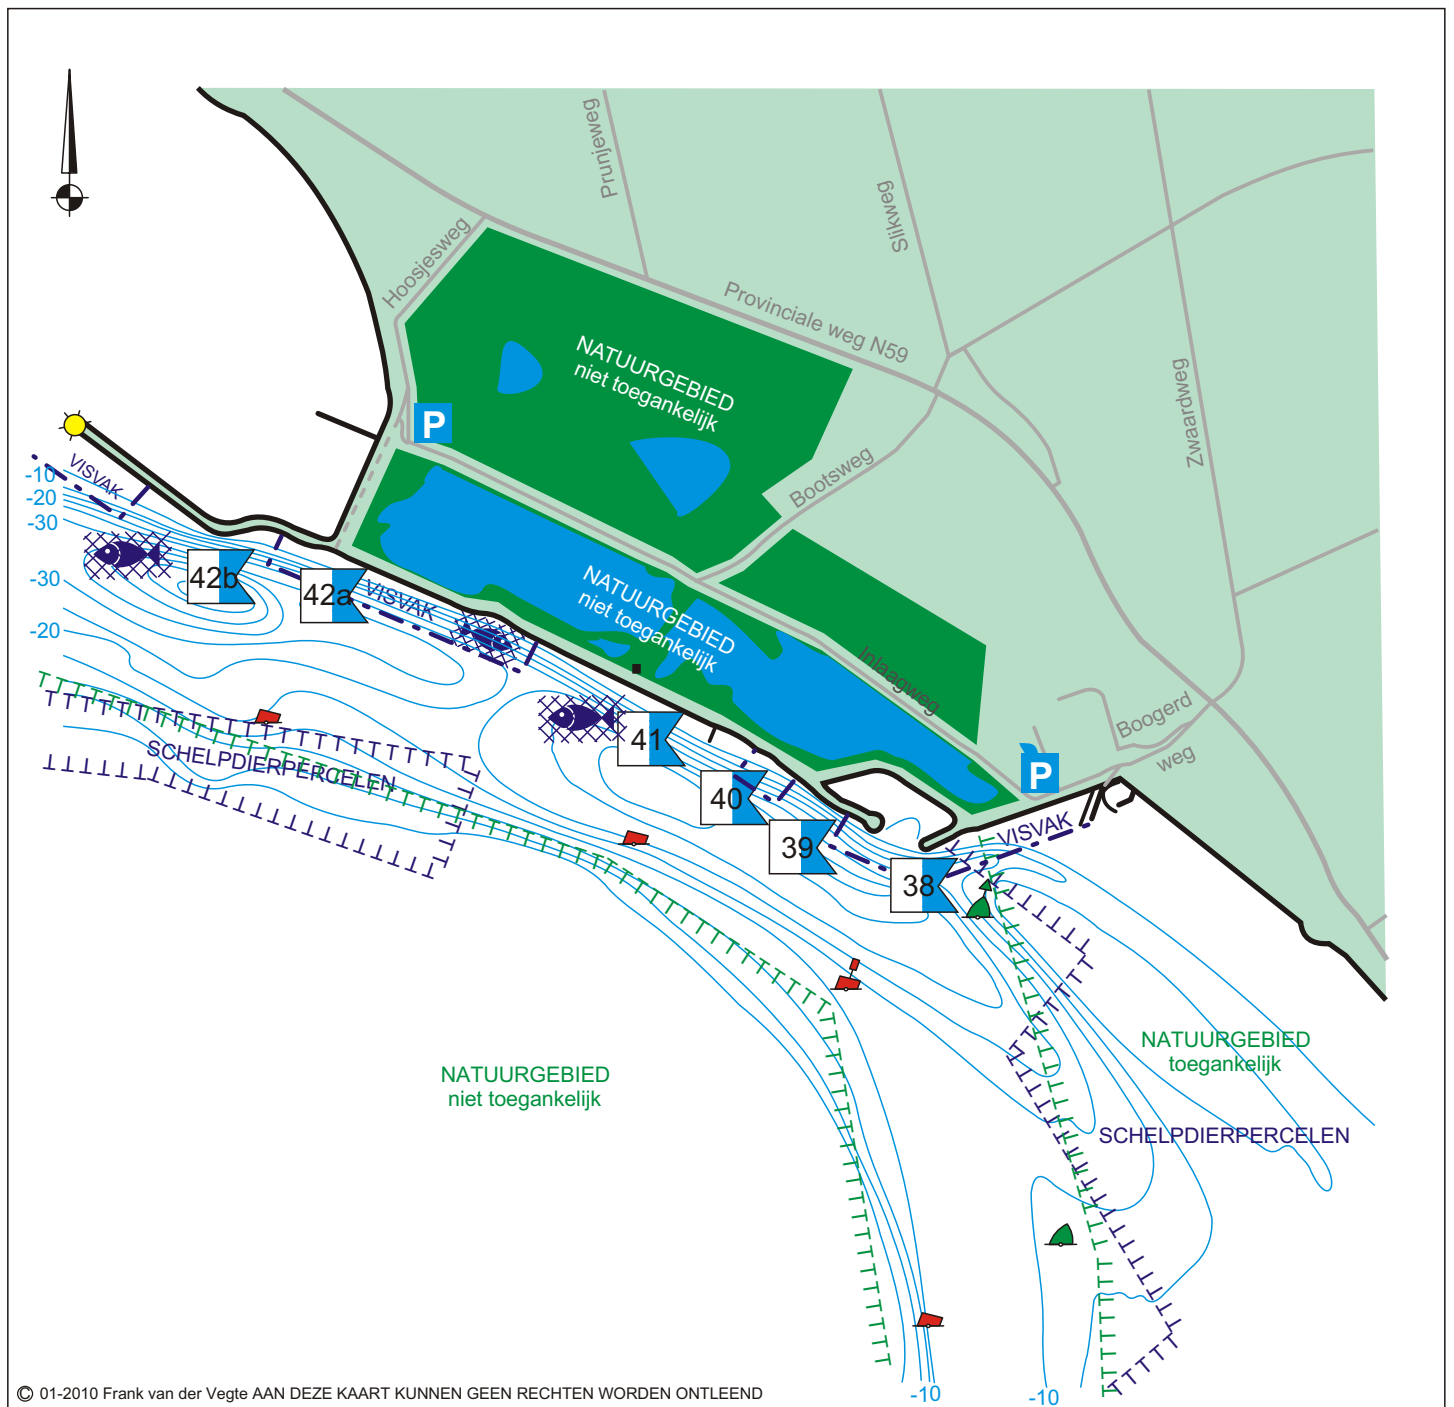 Prunjeweg
Slikweg
Hoosjesweg
Provinciale weg N59
NATUURGEBIED
niet toegankelijk
Zwaardweg
P
Bootsweg
VISVAK
-10
-20
-30
42b
-30
42a
VISVAK
-20
NATUURGEBIED
niet toegankelijk
Inlaagweg
Boogerd
weg
P
41
SCHELPDIERPERCELEN
40
39
VISVAK
38
NATUURGEBIED
toegankelijk
NATUURGEBIED
niet toegankelijk
SCHELPDIERPERCELEN
© 01-2010 Frank van der Vegte AAN DEZE KAART KUNNEN GEEN RECHTEN WORDEN ONTLEEND
-10
-10